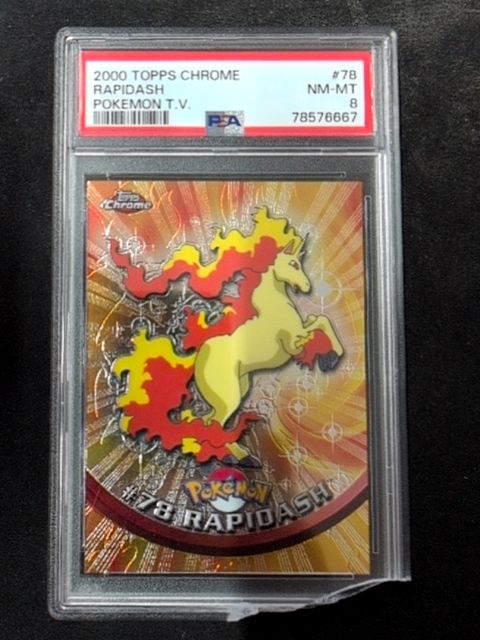 2000 TOPPS CHROME #78
RAPIDASH NM-MT
POKEMON T.V. 8
PSA 78576667
TOPPS
Chrome
POKéMON
#78 RAPIDASH